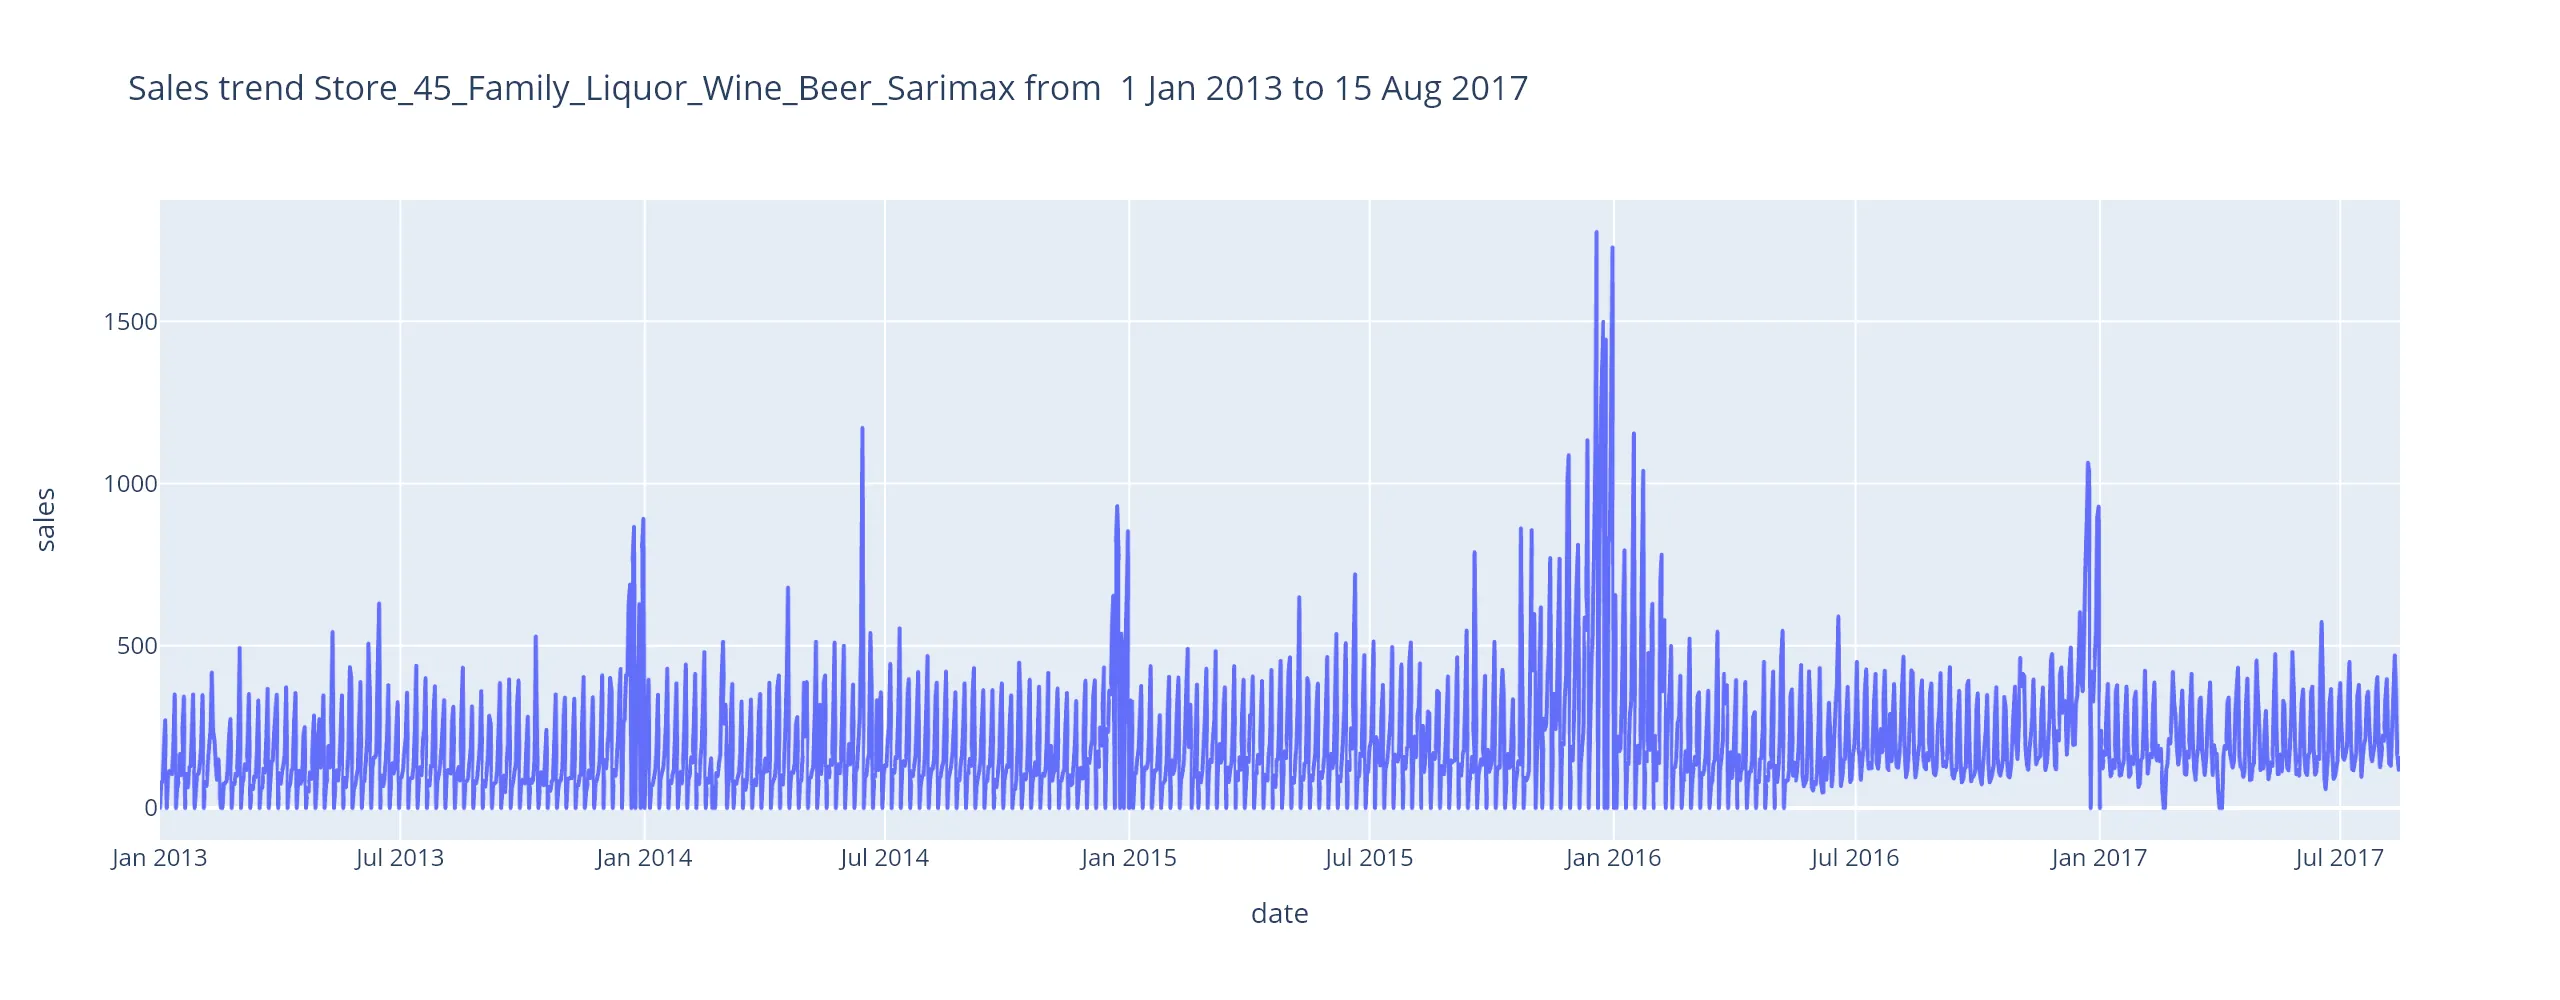 Sales trend Store_45_Family_Liquor_Wine_Beer_Sarimax from  1 Jan 2013 to 15 Aug 2017
1500
1000
500
0
sales
Jan 2013 Jul 2013 Jan 2014 Jul 2014 Jan 2015 Jul 2015 Jan 2016 Jul 2016 Jan 2017 Jul 2017
date